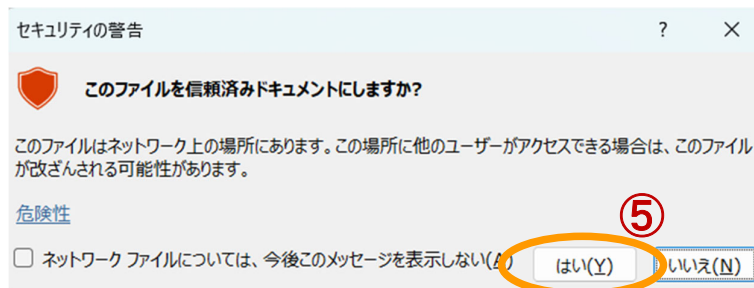 セキュリティの警告 ? ×
このファイルを信頼済みドキュメントにしますか?
このファイルはネットワーク上の場所にあります。この場所に他のユーザーがアクセスできる場合は、このファイル
が改ざんされる可能性があります。
危険性
⑤
ネットワーク ファイルについては、今後このメッセージを表示しない(A) はい(Y) いいえ(N)